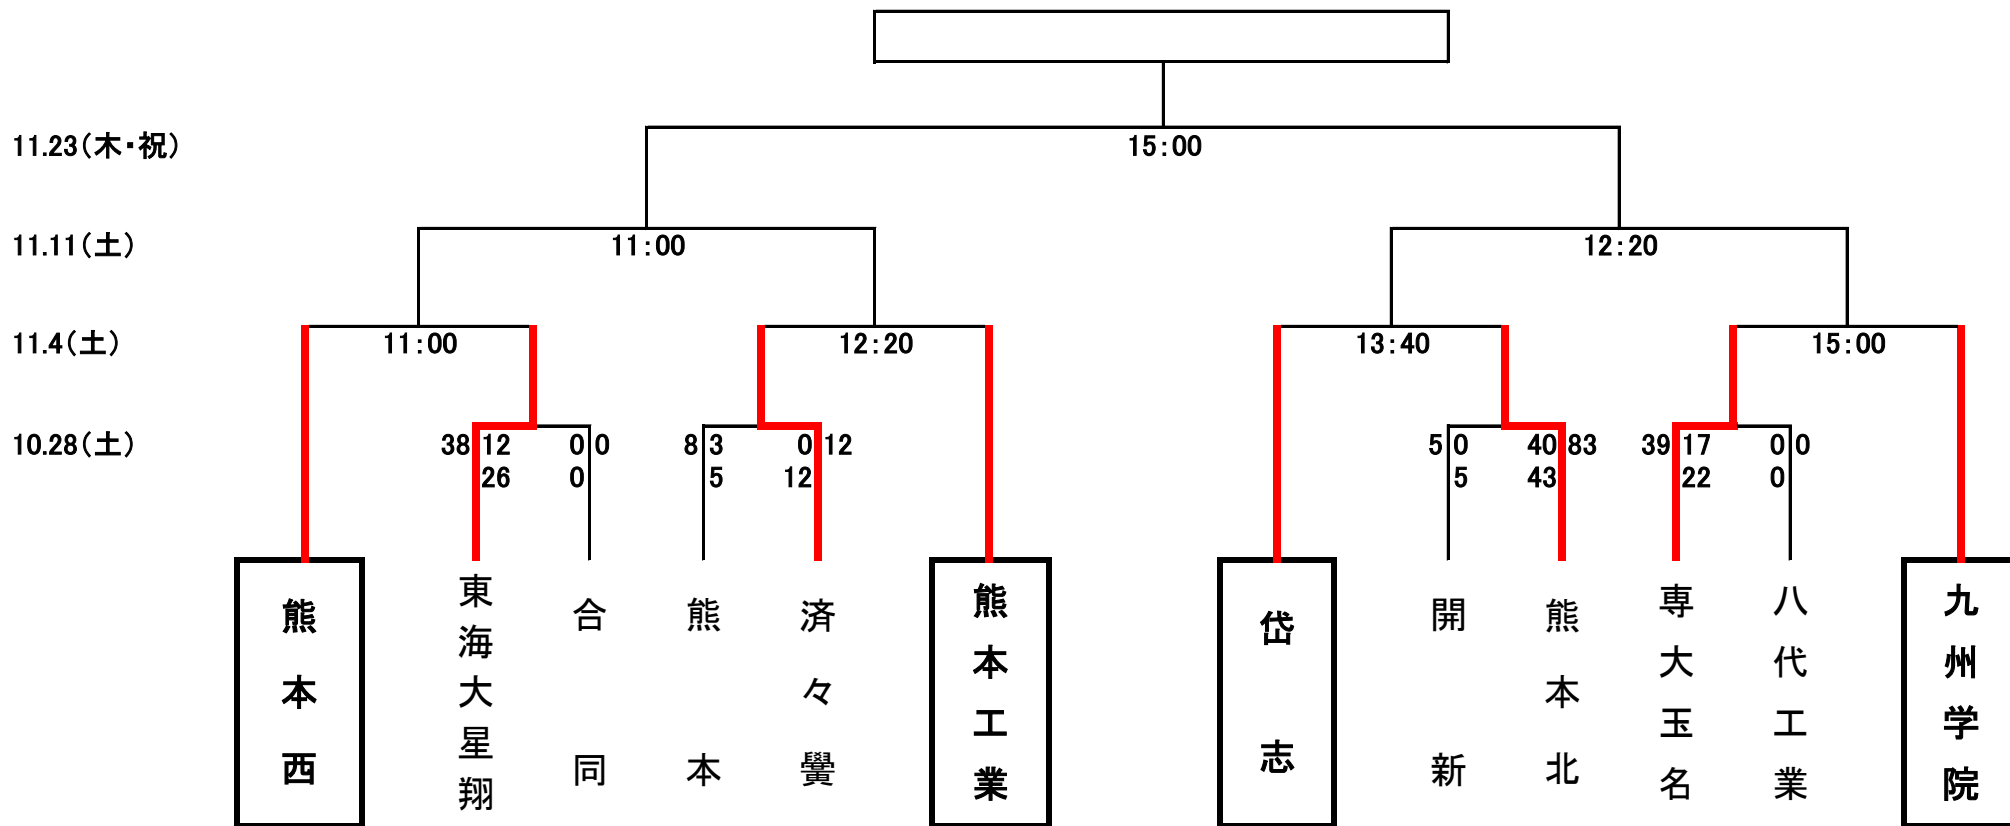 11.23(木・祝)
15:00
11.11(土)
11:00
12:20
11.4(土)
11:00
12:20
13:40
15:00
10.28(土)
38 12 0 0
26 0
8 3 0 12
5 12
5 0 40 83
5 43
39 17 0 0
22 0
熊本西
東海大星翔
合同
熊本
済々黌
熊本工業
岱志
開新
熊本北
専大玉名
八代工業
九州学院